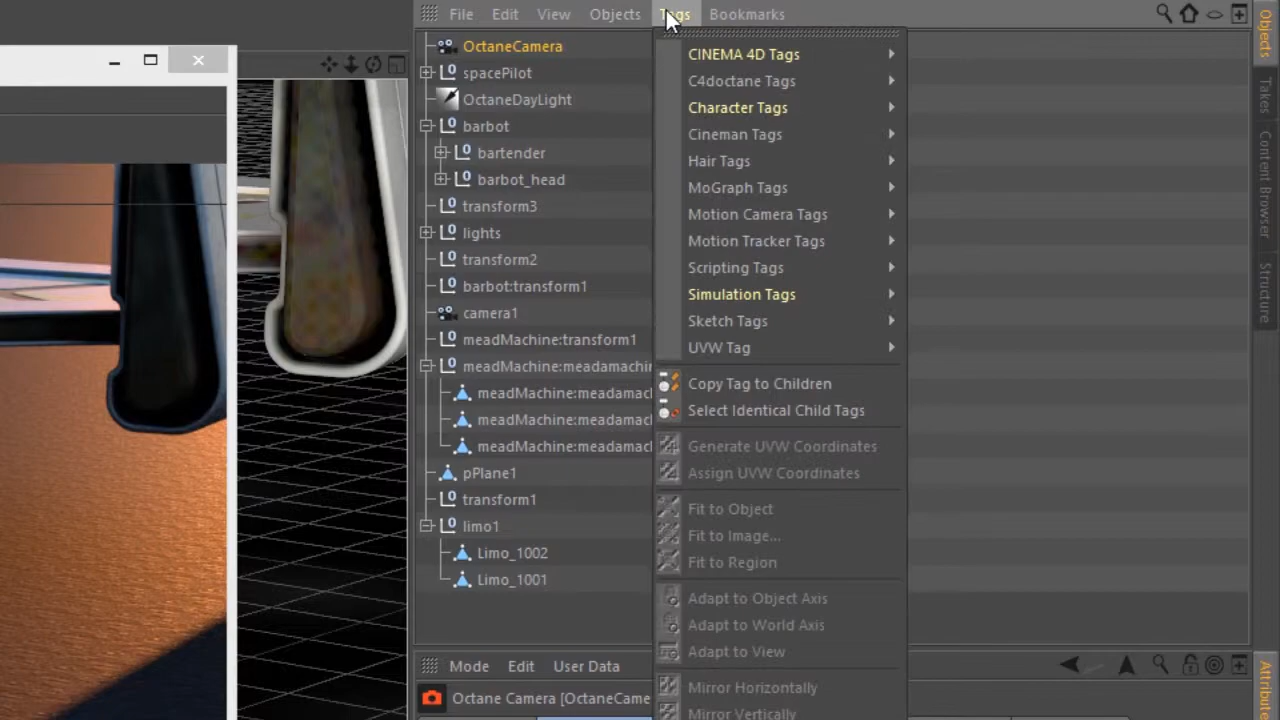 File Edit View Objects Tags Bookmarks
OctaneCamera
spacePilot
OctaneDayLight
barbot
bartender
barbot_head
transform3
lights
transform2
barbot:transform1
camera1
meadMachine:transform1
meadMachine:meadamachin
meadMachine:meadamacl
meadMachine:meadamacl
meadMachine:meadamacl
pPlane1
transform1
limo1
Limo_1002
Limo_1001
CINEMA 4D Tags
C4doctane Tags
Character Tags
Cineman Tags
Hair Tags
MoGraph Tags
Motion Camera Tags
Motion Tracker Tags
Scripting Tags
Simulation Tags
Sketch Tags
UVW Tag
Copy Tag to Children
Select Identical Child Tags
Generate UVW Coordinates
Assign UVW Coordinates
Fit to Object
Fit to Image...
Fit to Region
Adapt to Object Axis
Adapt to World Axis
Adapt to View
Mirror Horizontally
Mirror Vertically
Mode Edit User Data
Octane Camera [OctaneCame
Objects
Takes
Content Browser
Structure
Attribute